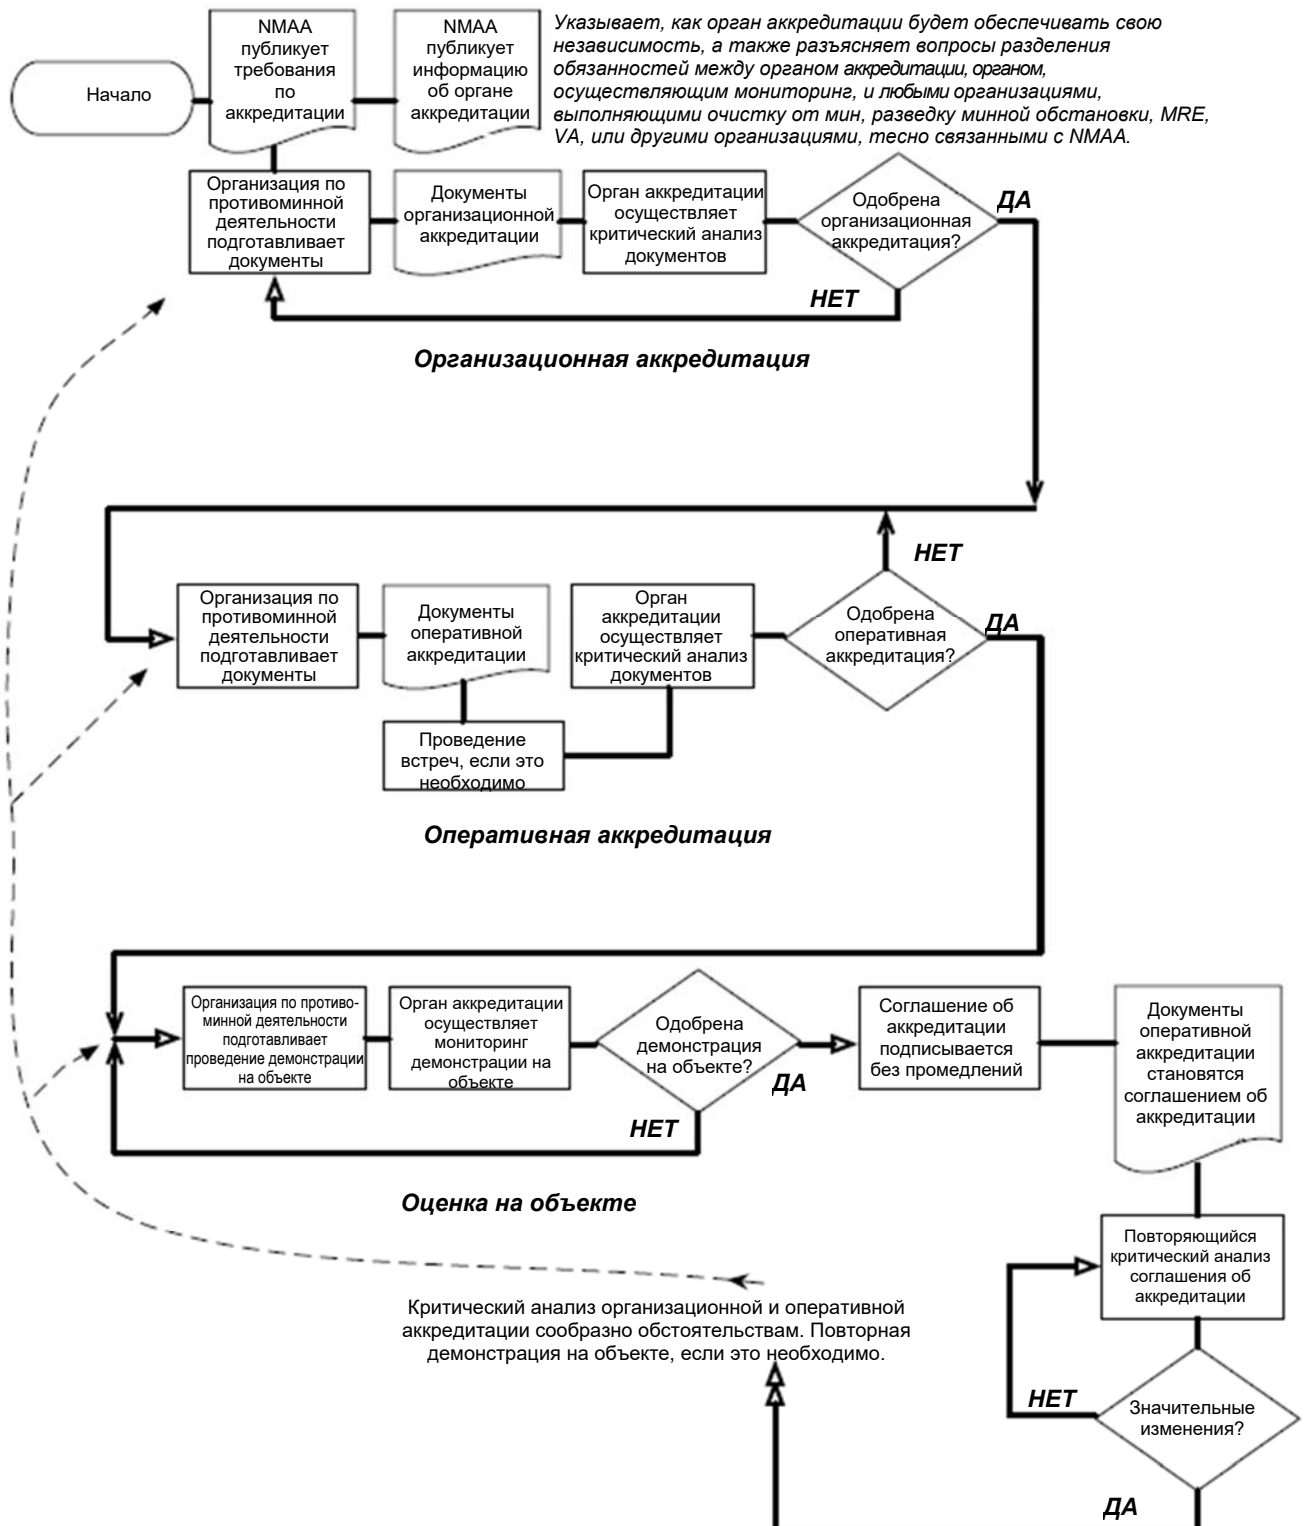 Начало
NMAA
публикует
требования
по
аккредитации
NMAA
публикует
информацию
об органе
аккредитации
Указывает, как орган аккредитации будет обеспечивать свою
независимость, а также разъясняет вопросы разделения
обязанностей между органом аккредитации, органом,
осуществляющим мониторинг, и любыми организациями,
выполняющими очистку от мин, разведку минной обстановки, MRE,
VA, или другими организациями, тесно связанными с NMAA.
Организация по
противоминной
деятельности
подготавливает
документы
Документы
организационной
аккредитации
Орган аккредитации
осуществляет
критический анализ
документов
Одобрена
организационная
аккредитация?
ДА
НЕТ
Организационная аккредитация
НЕТ
Организация по
противоминной
деятельности
подготавливает
документы
Документы
оперативной
аккредитации
Орган
аккредитации
осуществляет
критический анализ
документов
Одобрена
оперативная
аккредитация?
ДА
Проведение
встреч, если это
необходимо
Оперативная аккредитация
Организация по противо-
минной деятельности
подготавливает
проведение демонстрации
на объекте
Орган аккредитации
осуществляет
мониторинг
демонстрации на
объекте
Одобрена
демонстрация
на объекте?
ДА
НЕТ
Соглашение об
аккредитации
подписывается
без промедлений
Документы
оперативной
аккредитации
становятся
соглашением об
аккредитации
Оценка на объекте
Повторяющийся
критический анализ
соглашения об
аккредитации
Критический анализ организационной и оперативной
аккредитации сообразно обстоятельствам. Повторная
демонстрация на объекте, если это необходимо.
НЕТ
Значительные
изменения?
ДА